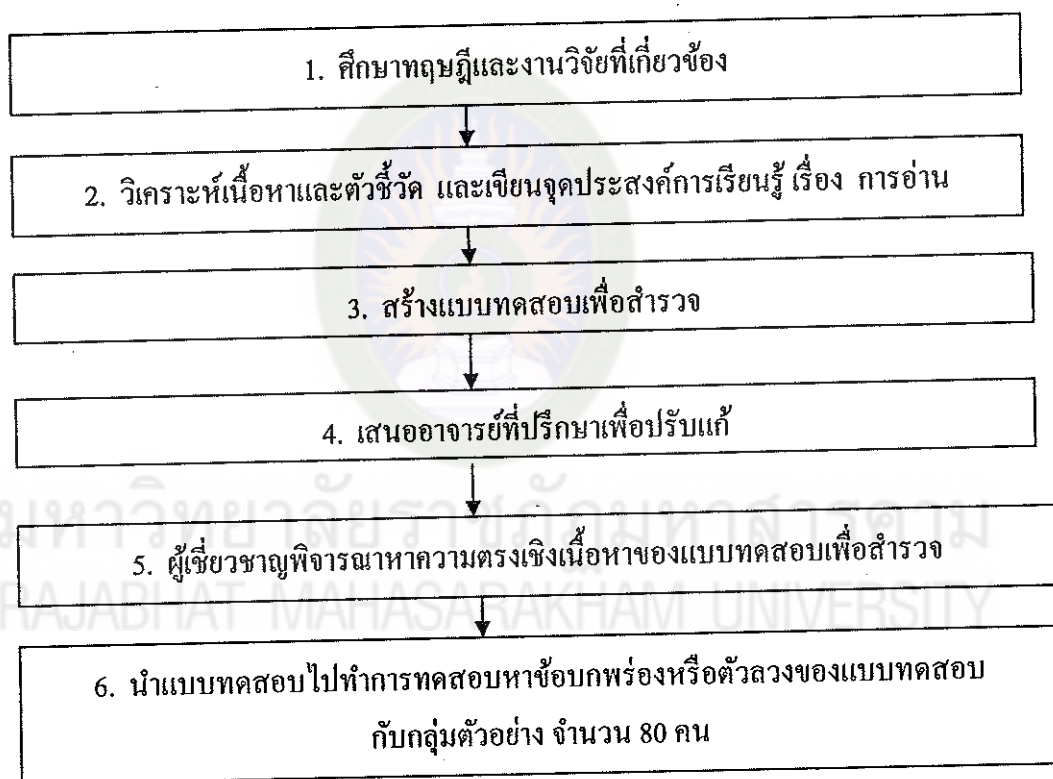 1. ศึกษาทฤษฎีและงานวิจัยที่เกี่ยวข้อง
2. วิเคราะห์เนื้อหาและตัวชี้วัด และเขียนจุดประสงค์การเรียนรู้ เรื่อง การอ่าน
3. สร้างแบบทดสอบเพื่อสำรวจ
4. เสนออาจารย์ที่ปรึกษาเพื่อปรับแก้
มหาวิทยาลัยราชภัฏมหาสารคาม
5. ผู้เชี่ยวชาญพิจารณาหาความตรงเชิงเนื้อหาของแบบทดสอบเพื่อสำรวจ
RAJABHAT MAHASARAKHAM UNIVERSITY
6. นำแบบทดสอบไปทำการทดสอบหาข้อบกพร่องหรือตัวลวงของแบบทดสอบ
กับกลุ่มตัวอย่าง จำนวน 80 คน